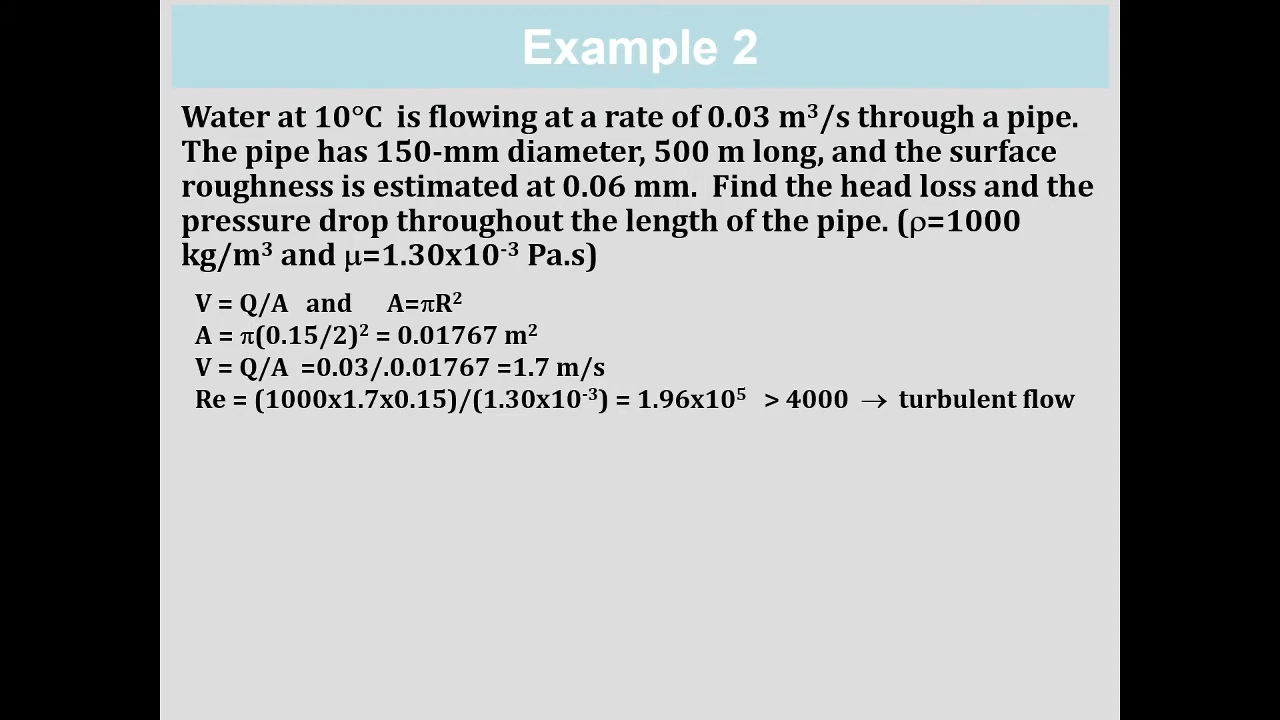 Example 2
Water at 10°C is flowing at a rate of 0.03 m³/s through a pipe.
The pipe has 150-mm diameter, 500 m long, and the surface
roughness is estimated at 0.06 mm. Find the head loss and the
pressure drop throughout the length of the pipe. (ρ=1000
kg/m³ and μ=1.30x10⁻³ Pa.s)
V = Q/A and A=πR²
A = π(0.15/2)² = 0.01767 m²
V = Q/A =0.03/.0.01767 =1.7 m/s
Re = (1000x1.7x0.15)/(1.30x10⁻³) = 1.96x10⁵ > 4000 → turbulent flow